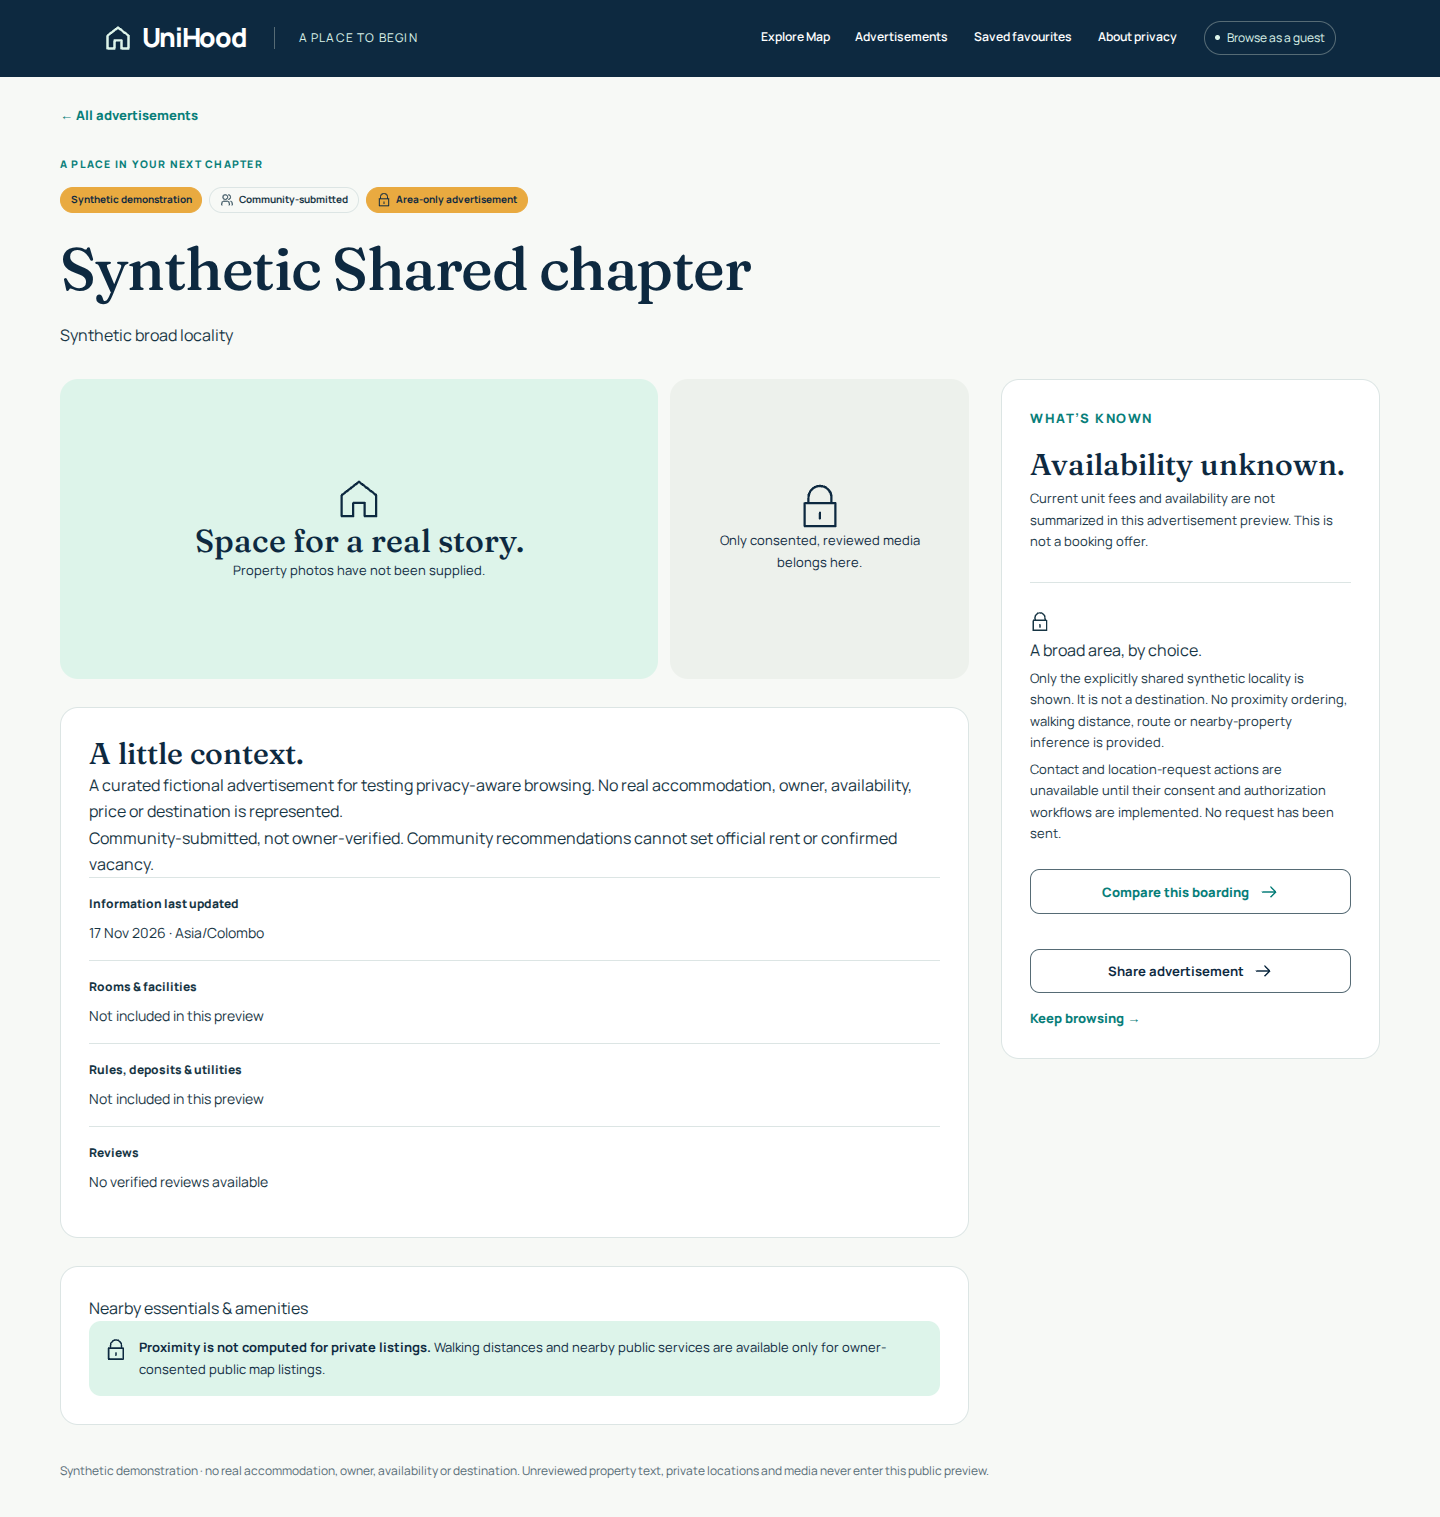 UniHood
A PLACE TO BEGIN
Explore Map
Advertisements
Saved favourites
About privacy
Browse as a guest
← All advertisements
A PLACE IN YOUR NEXT CHAPTER
Synthetic demonstration
Community-submitted
Area-only advertisement
Synthetic Shared chapter
Synthetic broad locality
Space for a real story.
Property photos have not been supplied.
Only consented, reviewed media
belongs here.
A little context.
A curated fictional advertisement for testing privacy-aware browsing. No real accommodation, owner, availability,
price or destination is represented.
Community-submitted, not owner-verified. Community recommendations cannot set official rent or confirmed
vacancy.
Information last updated
17 Nov 2026 · Asia/Colombo
Rooms & facilities
Not included in this preview
Rules, deposits & utilities
Not included in this preview
Reviews
No verified reviews available
Nearby essentials & amenities
Proximity is not computed for private listings. Walking distances and nearby public services are available only for owner-
consented public map listings.
WHAT'S KNOWN
Availability unknown.
Current unit fees and availability are not
summarized in this advertisement preview. This is
not a booking offer.
A broad area, by choice.
Only the explicitly shared synthetic locality is
shown. It is not a destination. No proximity ordering,
walking distance, route or nearby-property
inference is provided.
Contact and location-request actions are
unavailable until their consent and authorization
workflows are implemented. No request has been
sent.
Compare this boarding →
Share advertisement →
Keep browsing →
Synthetic demonstration · no real accommodation, owner, availability or destination. Unreviewed property text, private locations and media never enter this public preview.